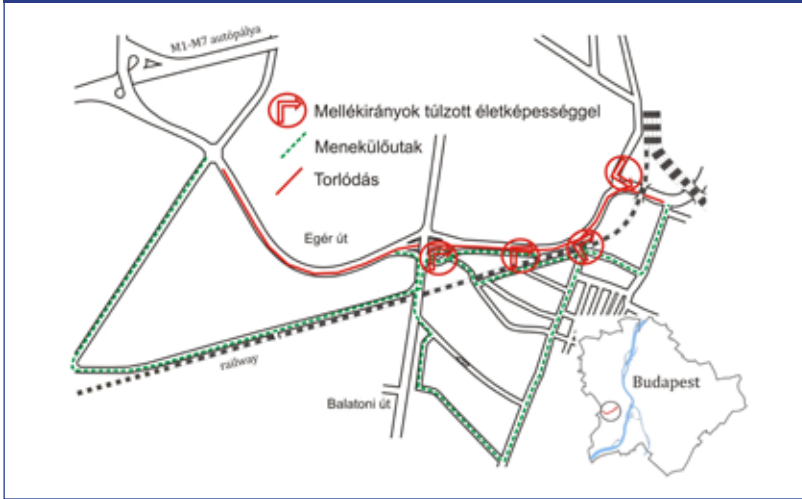 M1-M7 autópálya
Mellékirányok túlzott életképességgel
Menekülőutak
Torlódás
Egér út
railway
Balatoni út
Budapest